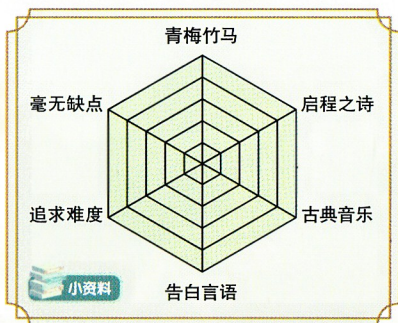 青梅竹马
毫无缺点
启程之诗
追求难度
古典音乐
告白言语
小资料